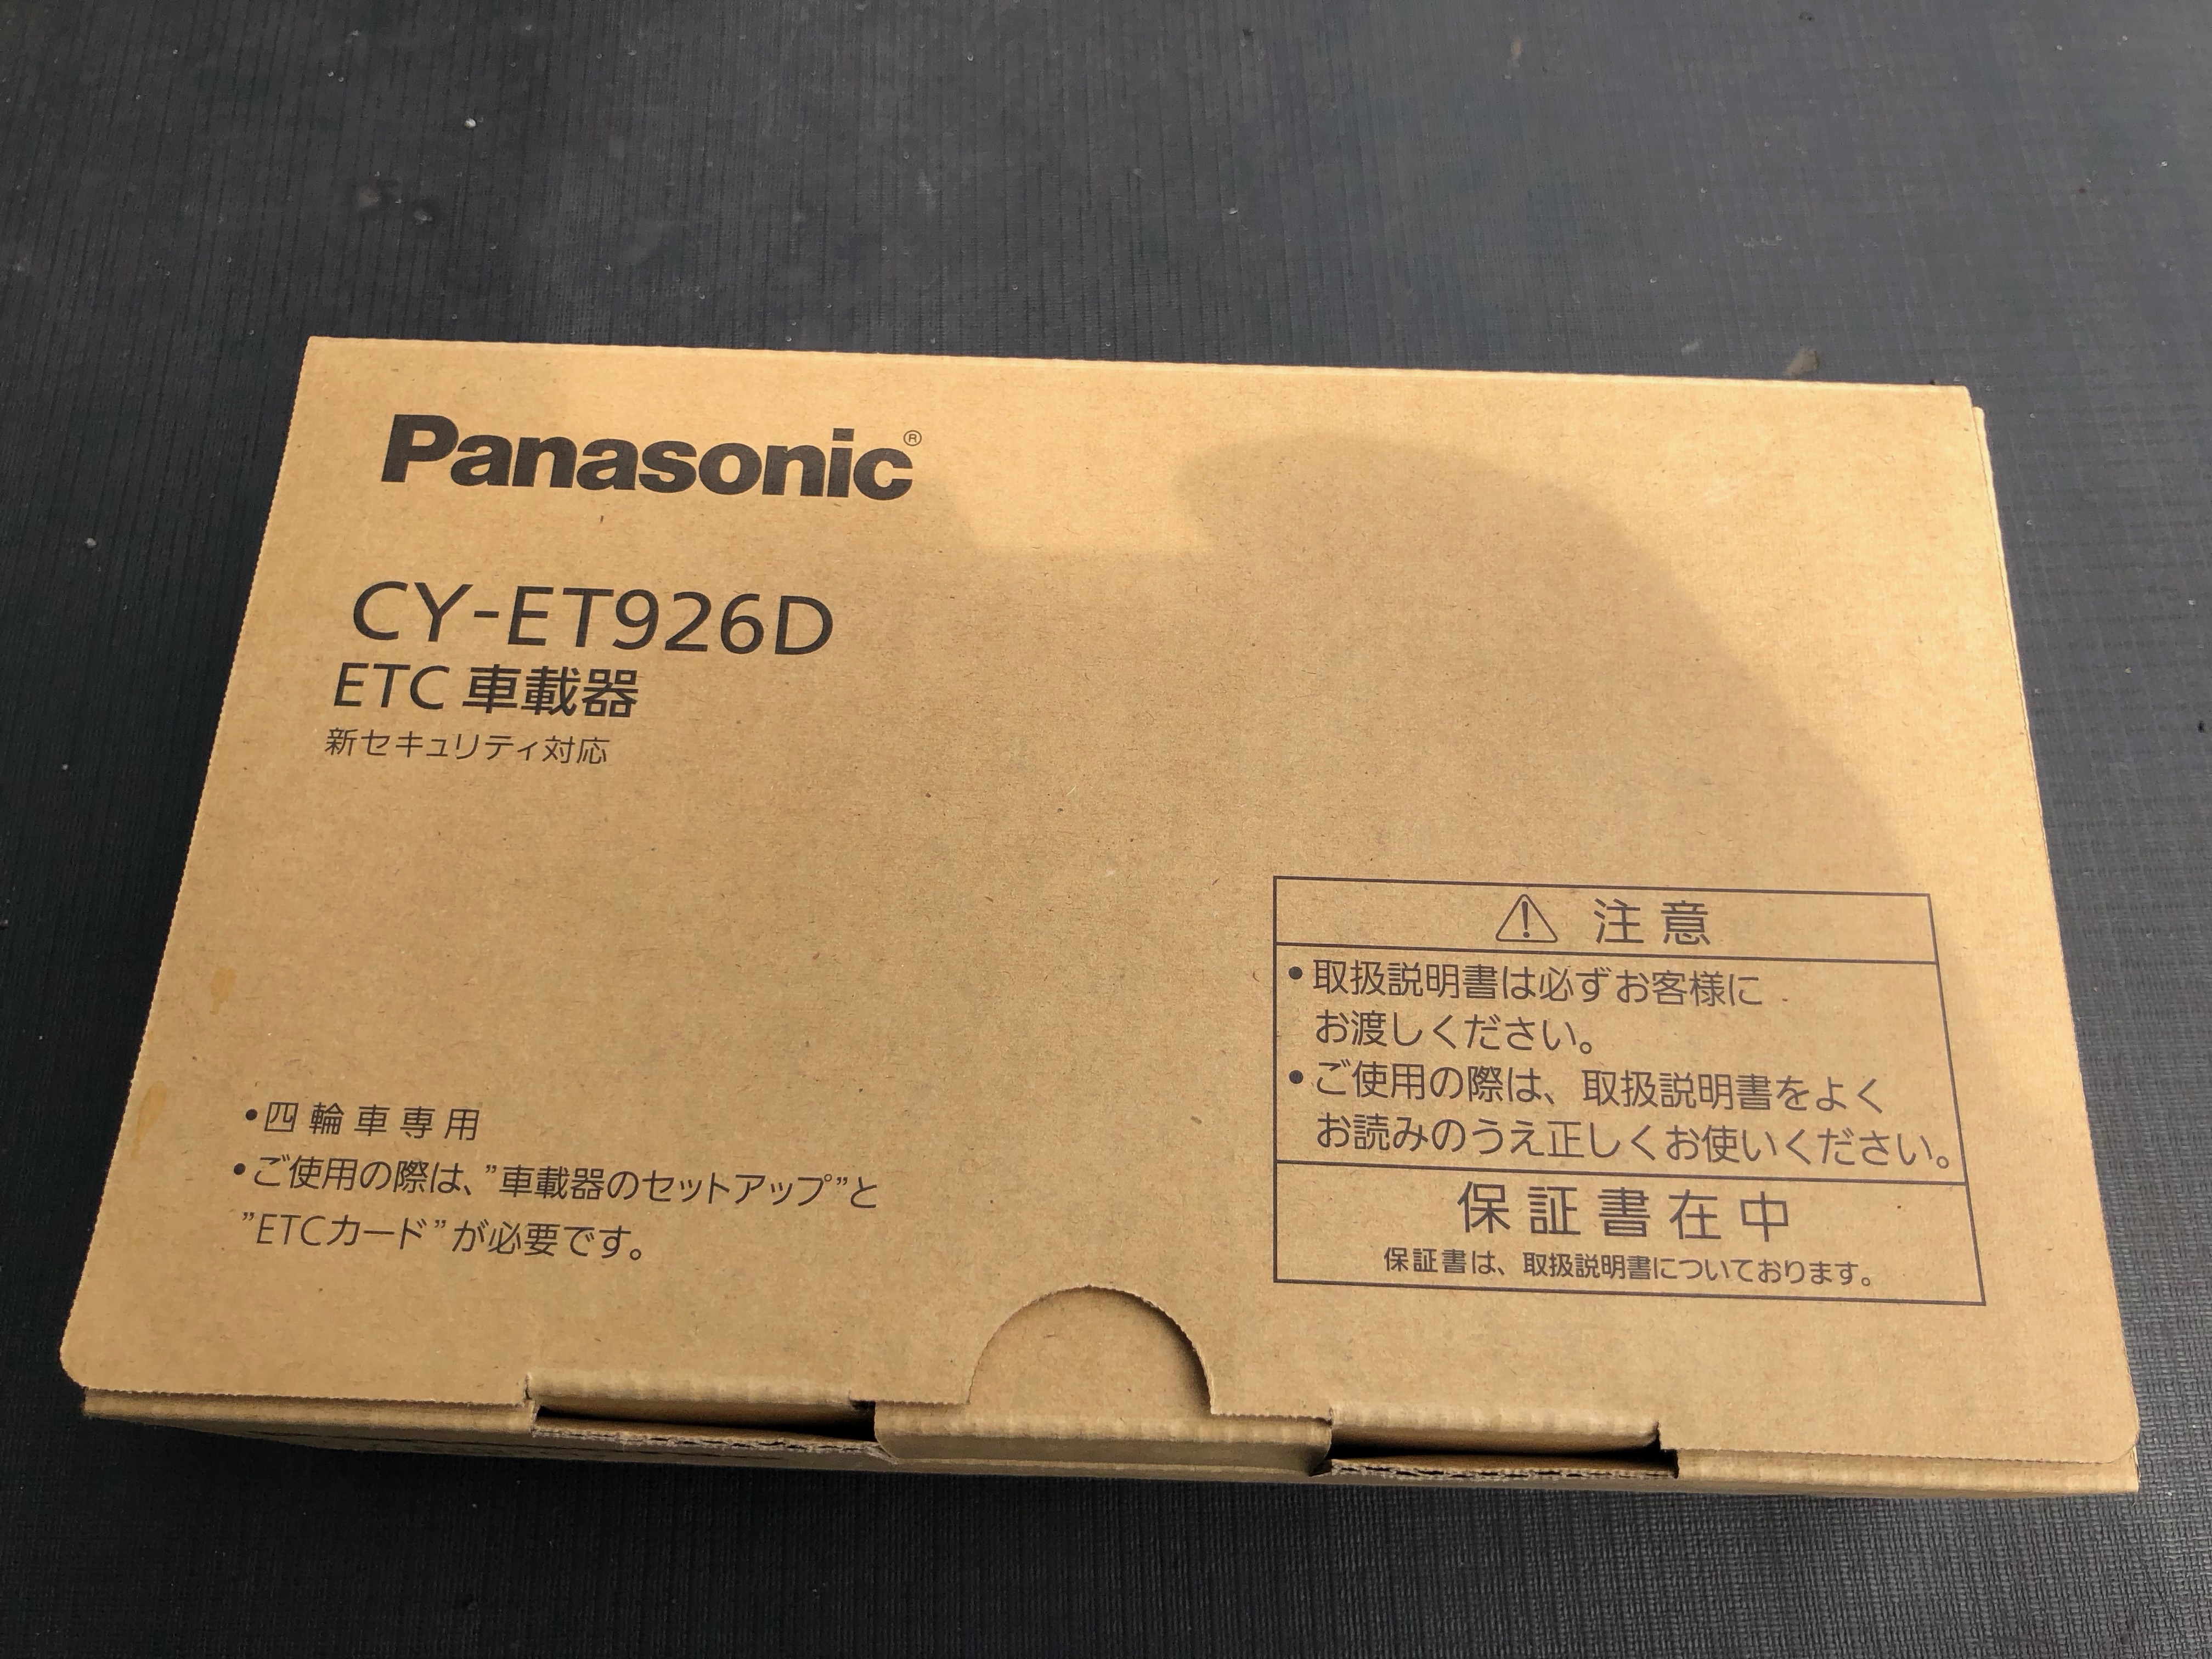 Panasonic®
CY-ET926D
ETC 車載器
新セキュリティ対応
•四輪車専用
•ご使用の際は、”車載器のセットアップ”と
”ETCカード”が必要です。
⚠ 注意
•取扱説明書は必ずお客様に
お渡しください。
•ご使用の際は、取扱説明書をよく
お読みのうえ正しくお使いください。
保証書在中
保証書は、取扱説明書についております。